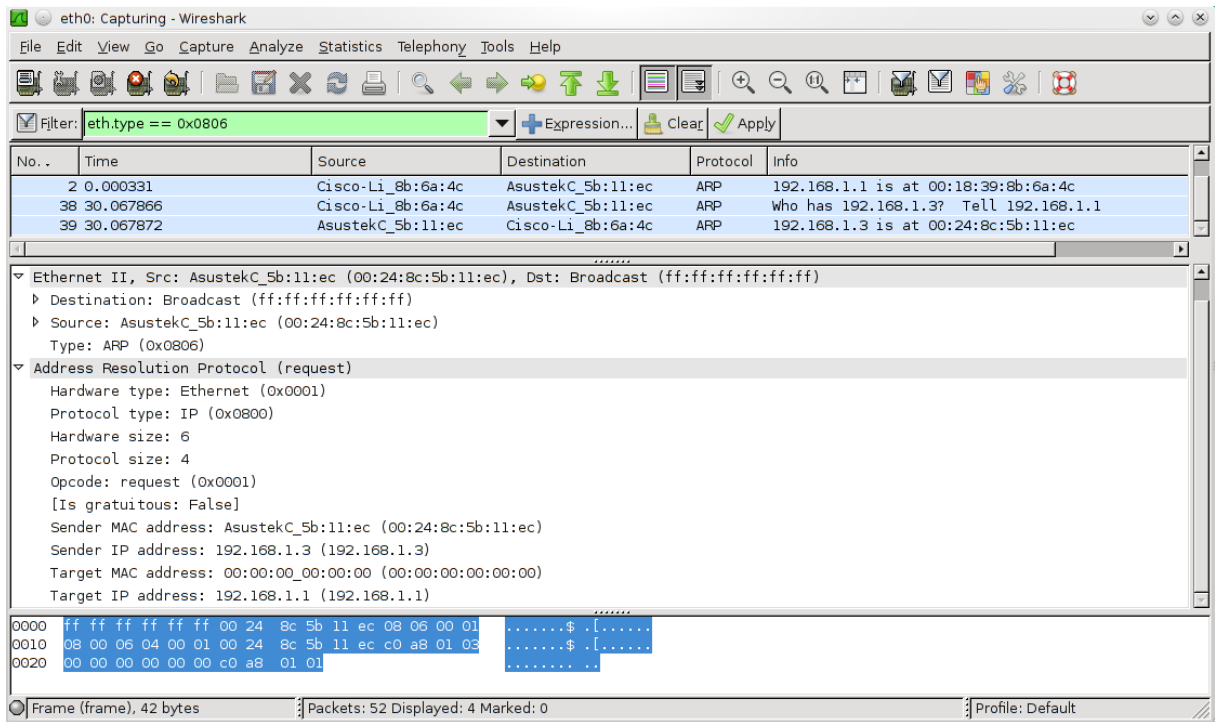 eth0: Capturing - Wireshark
File Edit View Go Capture Analyze Statistics Telephony Tools Help
Filter: eth.type == 0x0806 Expression... Clear Apply
No. . Time Source Destination Protocol Info
2 0.000331 Cisco-Li_8b:6a:4c AsustekC_5b:11:ec ARP 192.168.1.1 is at 00:18:39:8b:6a:4c
38 30.067866 Cisco-Li_8b:6a:4c AsustekC_5b:11:ec ARP Who has 192.168.1.3? Tell 192.168.1.1
39 30.067872 AsustekC_5b:11:ec Cisco-Li_8b:6a:4c ARP 192.168.1.3 is at 00:24:8c:5b:11:ec
Ethernet II, Src: AsustekC_5b:11:ec (00:24:8c:5b:11:ec), Dst: Broadcast (ff:ff:ff:ff:ff:ff)
Destination: Broadcast (ff:ff:ff:ff:ff:ff)
Source: AsustekC_5b:11:ec (00:24:8c:5b:11:ec)
Type: ARP (0x0806)
Address Resolution Protocol (request)
Hardware type: Ethernet (0x0001)
Protocol type: IP (0x0800)
Hardware size: 6
Protocol size: 4
Opcode: request (0x0001)
[Is gratuitous: False]
Sender MAC address: AsustekC_5b:11:ec (00:24:8c:5b:11:ec)
Sender IP address: 192.168.1.3 (192.168.1.3)
Target MAC address: 00:00:00_00:00:00 (00:00:00:00:00:00)
Target IP address: 192.168.1.1 (192.168.1.1)
0000 ff ff ff ff ff ff 00 24 8c 5b 11 ec 08 06 00 01 .......$ .[......
0010 08 00 06 04 00 01 00 24 8c 5b 11 ec c0 a8 01 03 .......$ .[......
0020 00 00 00 00 00 00 c0 a8 01 01 ........ ..
Frame (frame), 42 bytes Packets: 52 Displayed: 4 Marked: 0 Profile: Default